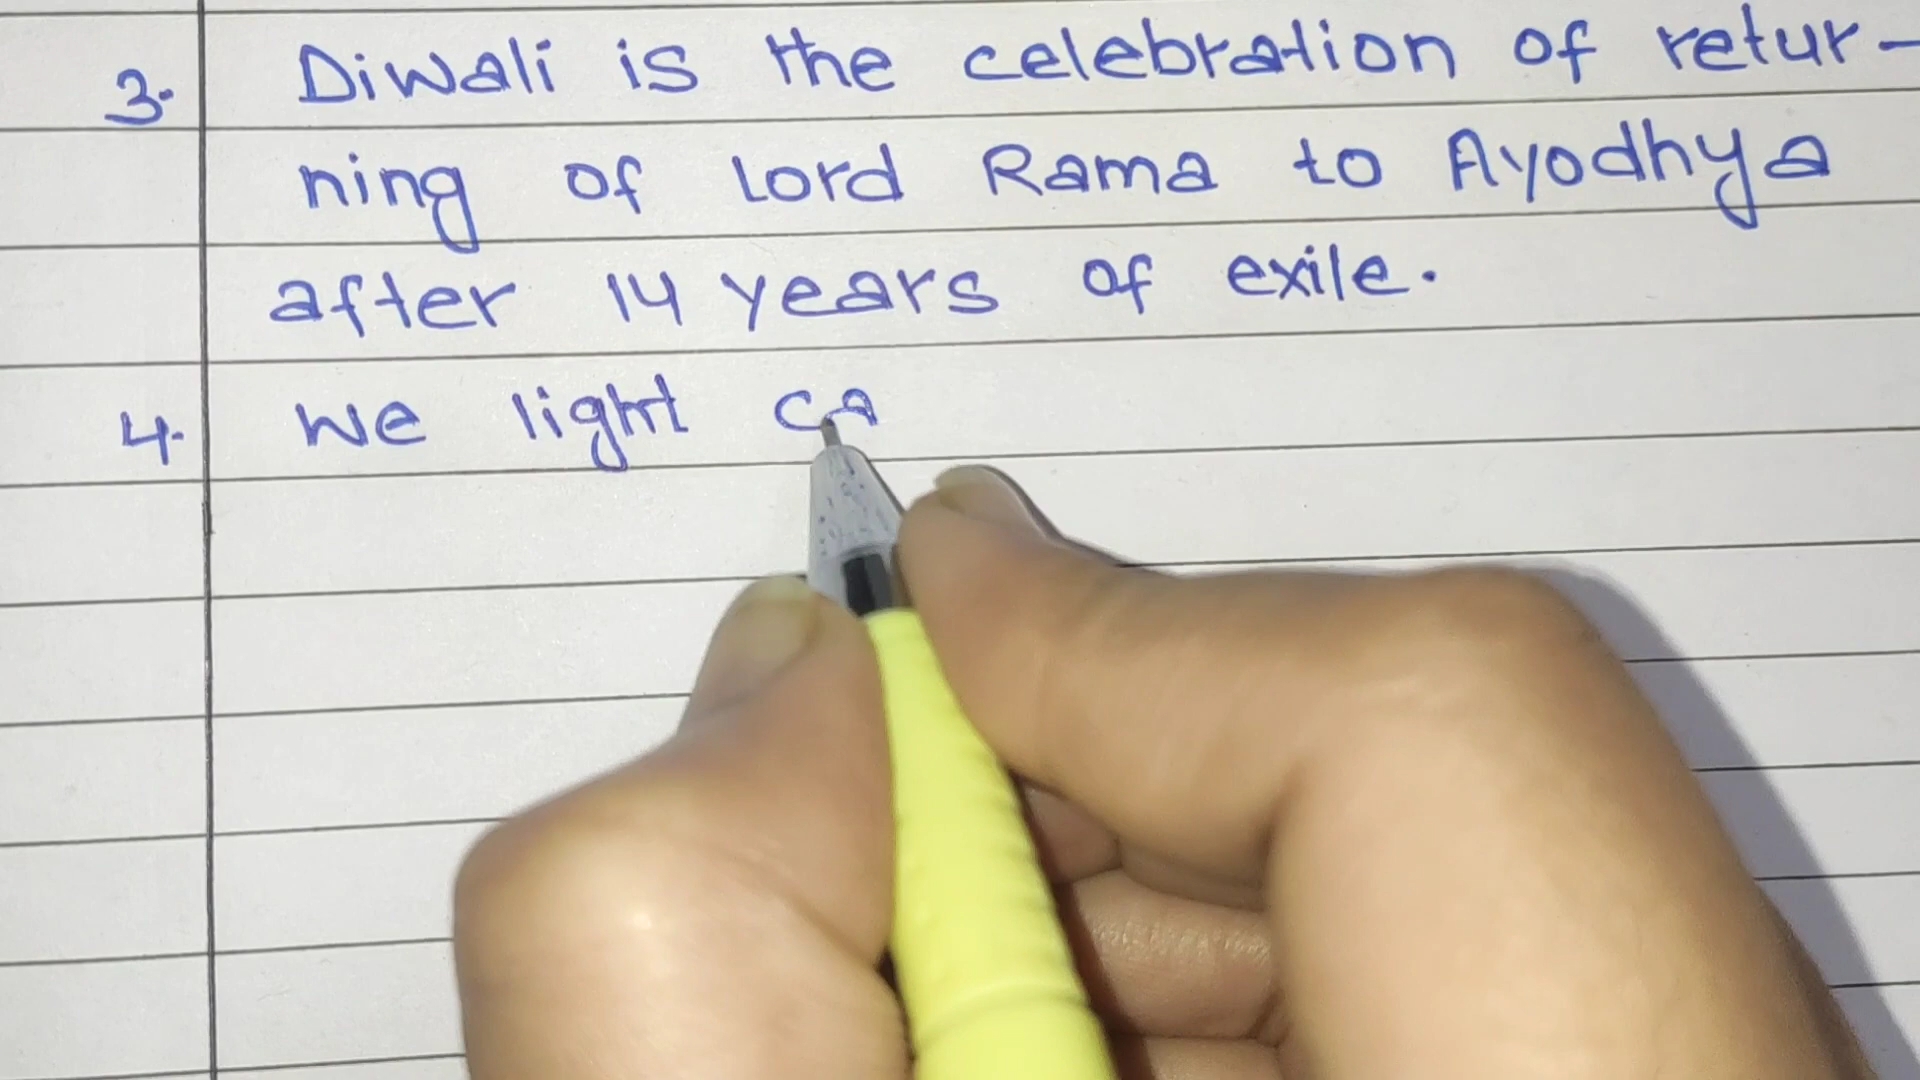 3. Diwali is the celebration of retur-
ning of Lord Rama to Ayodhya
after 14 years of exile.
4. We light ca